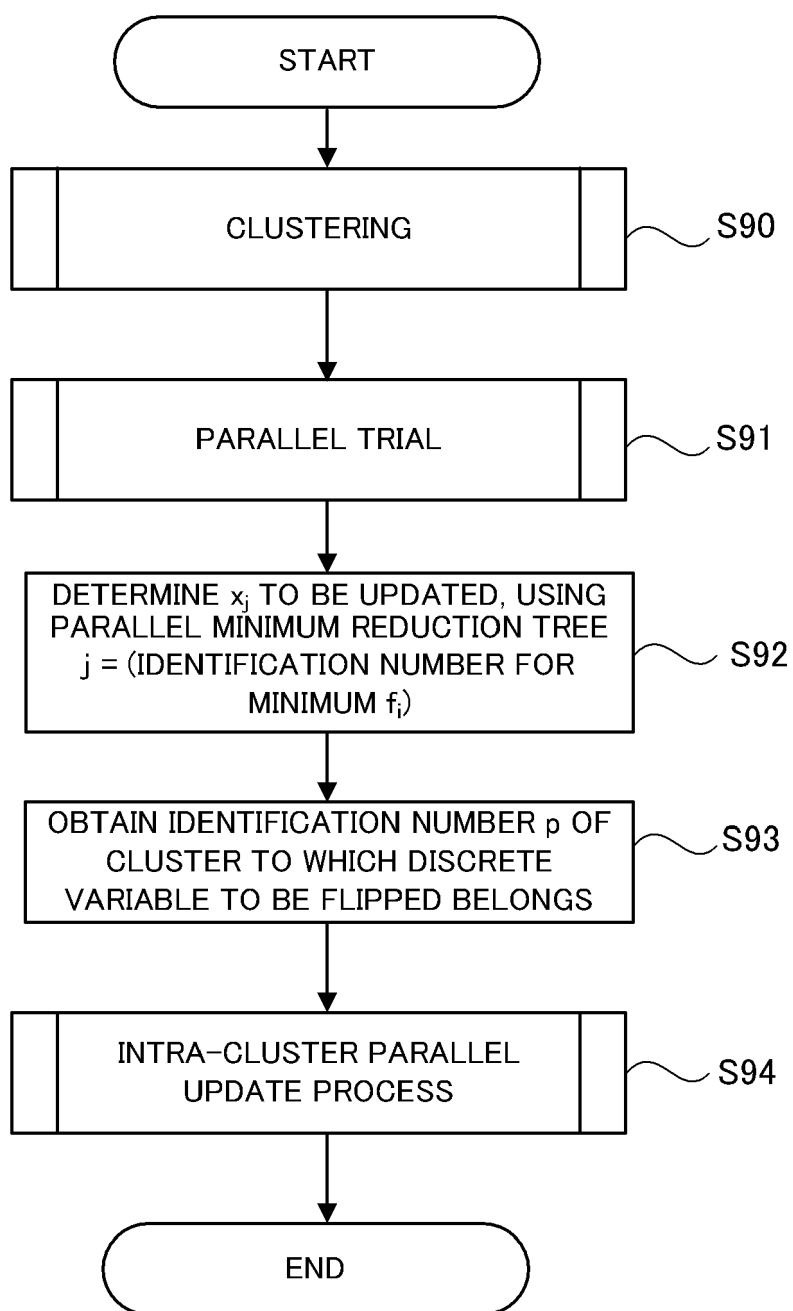 START
CLUSTERING
S90
PARALLEL TRIAL
S91
DETERMINE xj TO BE UPDATED, USING
PARALLEL MINIMUM REDUCTION TREE
j = (IDENTIFICATION NUMBER FOR
MINIMUM fi)
S92
OBTAIN IDENTIFICATION NUMBER p OF
CLUSTER TO WHICH DISCRETE
VARIABLE TO BE FLIPPED BELONGS
S93
INTRA-CLUSTER PARALLEL
UPDATE PROCESS
S94
END